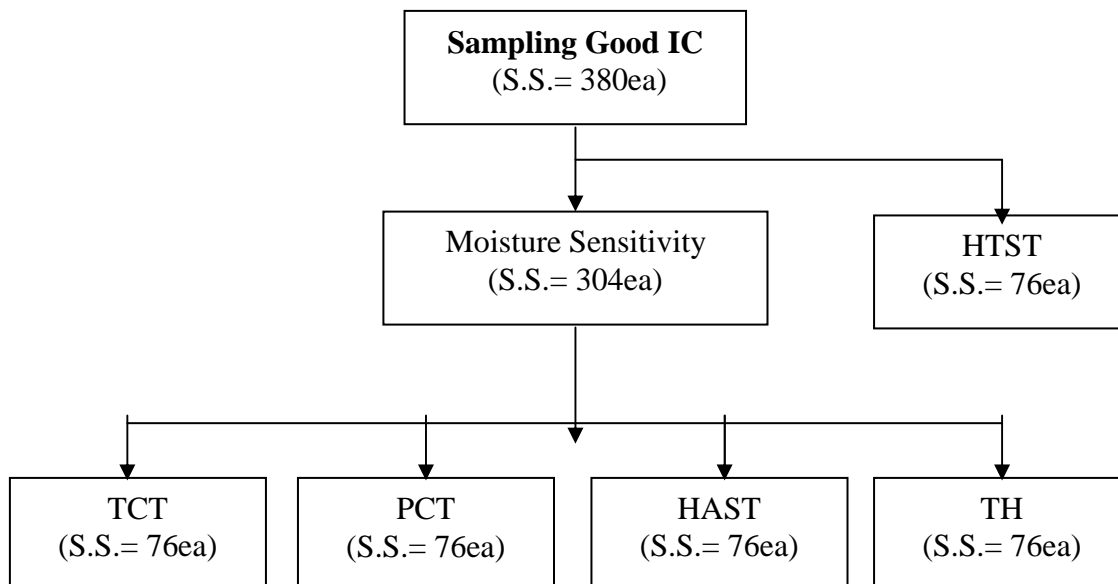 Sampling Good IC
(S.S.= 380ea)
Moisture Sensitivity
(S.S.= 304ea)
HTST
(S.S.= 76ea)
TCT
(S.S.= 76ea)
PCT
(S.S.= 76ea)
HAST
(S.S.= 76ea)
TH
(S.S.= 76ea)